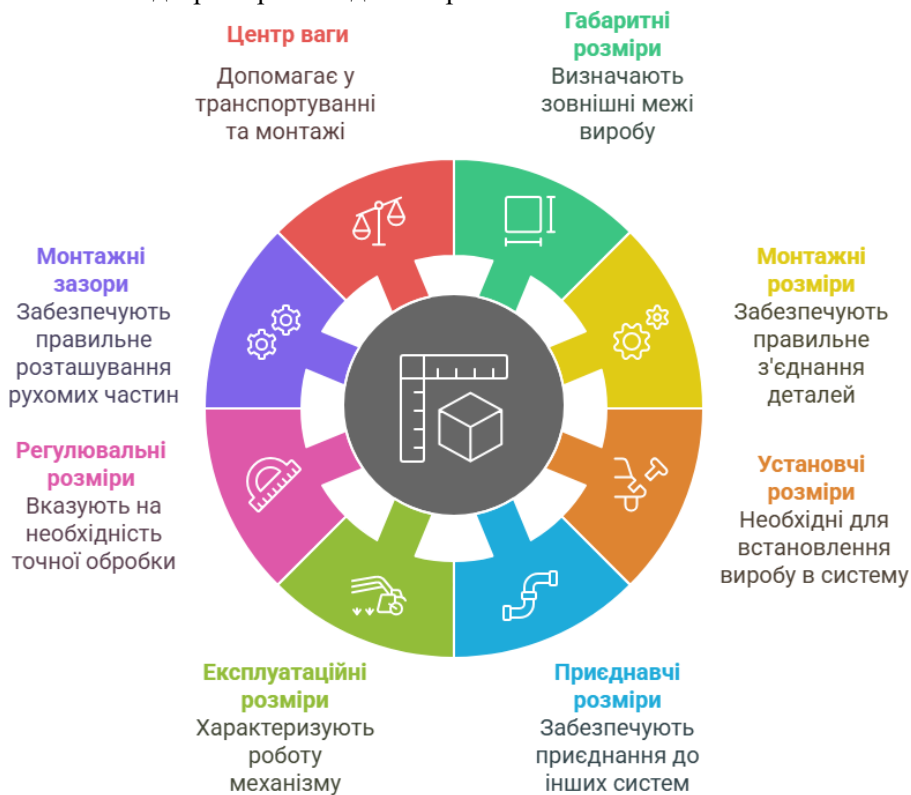 Центр ваги
Допомагає у
транспортуванні
та монтажі
Габаритні
розміри
Визначають
зовнішні межі
виробу
Монтажні
розміри
Забезпечують
правильне
з'єднання
деталей
Установчі
розміри
Необхідні для
встановлення
виробу в систему
Приєднавчі
розміри
Забезпечують
приєднання до
інших систем
Експлуатаційні
розміри
Характеризують
роботу
механізму
Регулювальні
розміри
Вказують на
необхідність
точної обробки
Монтажні
зазори
Забезпечують
правильне
розташування
рухомих частин